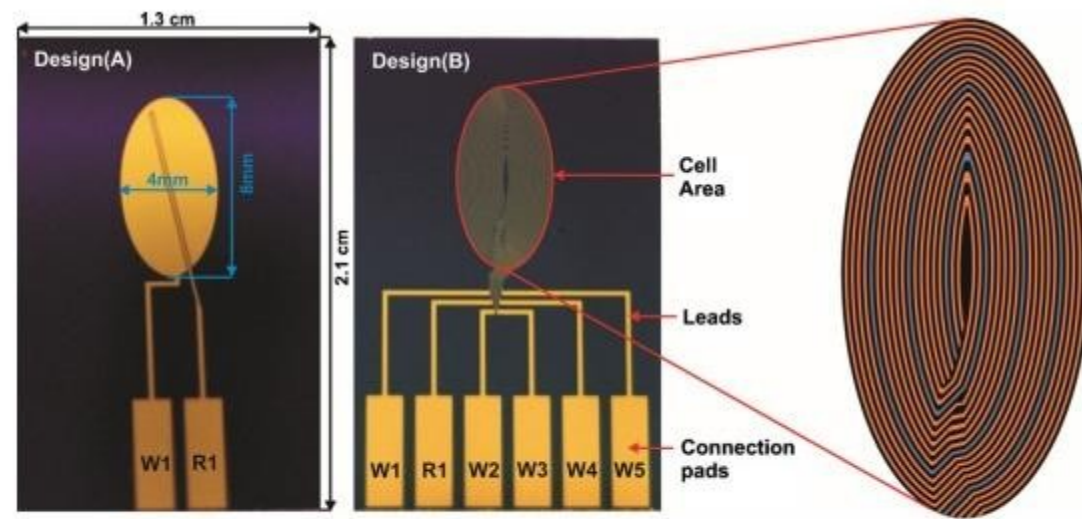 1.3 cm
Design(A)
4mm
8mm
2.1 cm
W1 R1
Design(B)
Cell
Area
Leads
Connection
pads
W1 R1 W2 W3 W4 W5